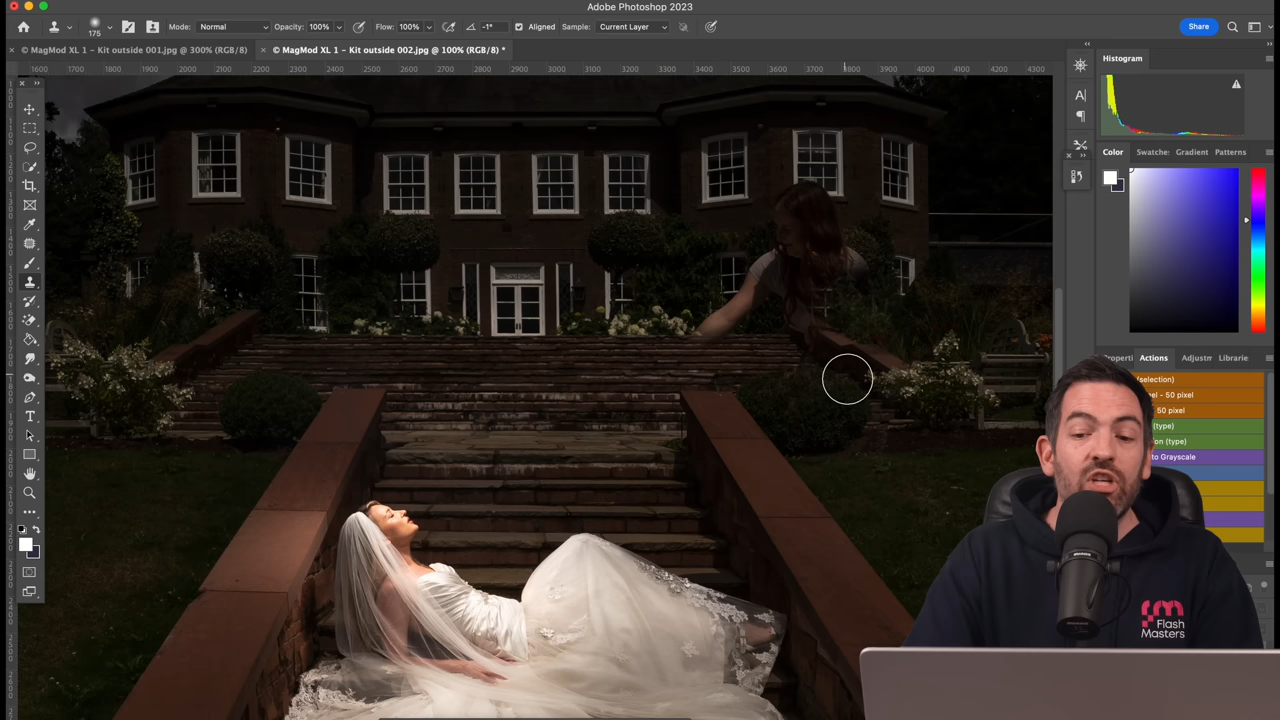 Adobe Photoshop 2023
175 Mode: Normal Opacity: 100% Flow: 100% -1° Aligned Sample: Current Layer Share
× © MagMod XL 1 – Kit outside 001.jpg @ 300% (RGB/8) × © MagMod XL 1 – Kit outside 002.jpg @ 100% (RGB/8) *
1600 1700 1800 1900 2000 2100 2200 2300 2400 2500 2600 2700 2800 2900 3000 3100 3200 3300 3400 3500 3600 3700 3800 3900 4000 4100 4200 4300
Histogram
Color Swatche Gradient Patterns
Properti Actions Adjustm Librarie
(selection)
el - 50 pixel
50 pixel
(type)
on (type)
to Grayscale
Flash
Masters